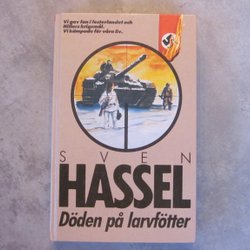 Vi gav fan i fosterlandet och
Hitlers krigsmål.
Vi kämpade för våra liv.
SVEN
HASSEL
Döden på larvfötter